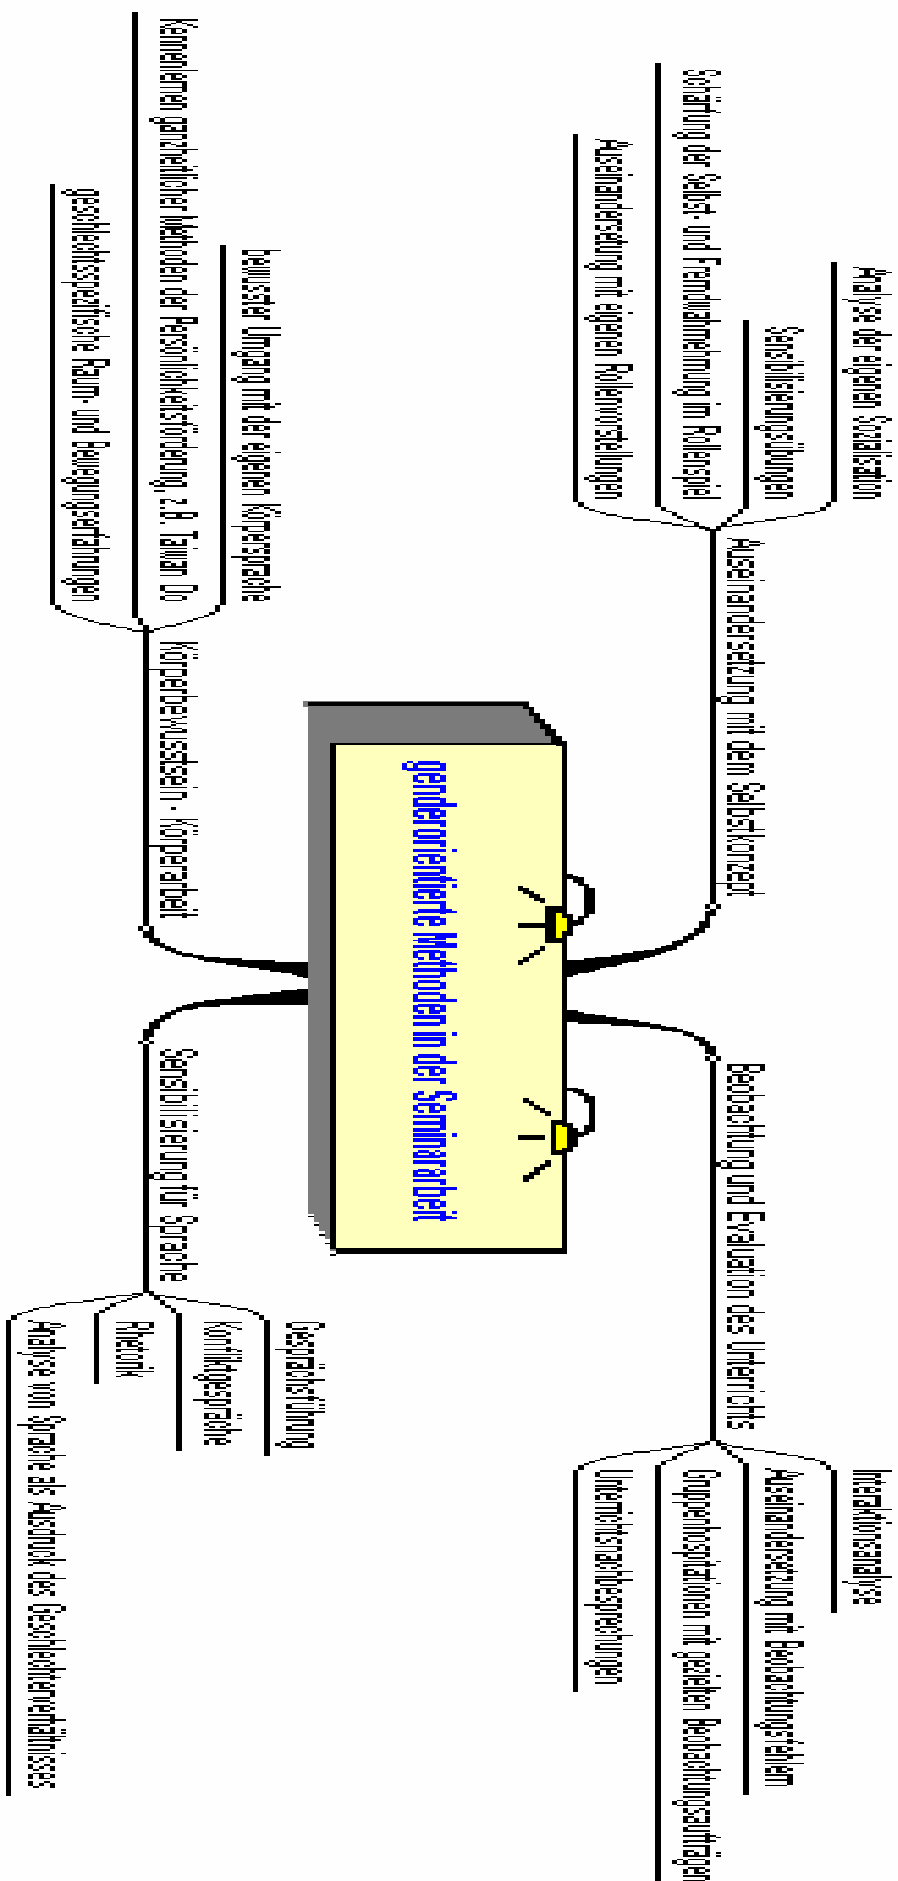 genderorientierte Methoden in der Seminararbeit
Auseinandersetzung mit dem Selbstkonzept
Analyse der eigenen Sozialisation
Sensibilisierungsübungen
Schärfung der Selbst- und Fremdwahrnehmung im Rollenspiel
Auseinandersetzung mit eigenen Rollenvorstellungen
Beobachtung und Evaluation des Unterrichts
Interaktionsanalyse
Auseinanderserzung mit Beobachtungsfehlern
Gruppenhospitationen mit gezielten Beobachtungsaufträgen
Unterrichtsnachbesprechungen
Körperbewusstsein - Körperarbeit
bewusster Umgang mit der eigenen Körpersprache
Kennenlernen ganzheitlicher Methoden der Persönlichkeitsförderung, z.B. Taiwan Do
geschlechtsspezifische Raum- und Bewegungserfahrungen
Sensibilisierung für Sprache
Gesprächsführung
Konfliktgespräche
Rhetorik
Analyse von Sprache als Ausdruck des Geschlechterverhältnisses